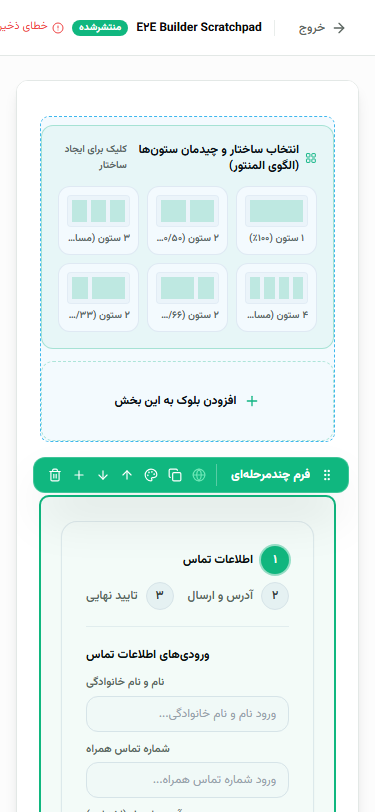 خروج
E2E Builder Scratchpad
منتشرشده
خطای ذخیر
انتخاب ساختار و چیدمان ستون‌ها
(الگوی المنتور)
کلیک برای ایجاد
ساختار
۱ ستون (۱۰۰٪)
۲ ستون (۵۰/...
۳ ستون (مسا...
۴ ستون (مسا...
۲ ستون (۶۶/...
۲ ستون (۳۳/...
افزودن بلوک به این بخش
فرم چندمرحله‌ای
۱ اطلاعات تماس
۲ آدرس و ارسال
۳ تایید نهایی
ورودی‌های اطلاعات تماس
نام و نام خانوادگی
ورود نام و نام خانوادگی...
شماره تماس همراه
ورود شماره تماس همراه...